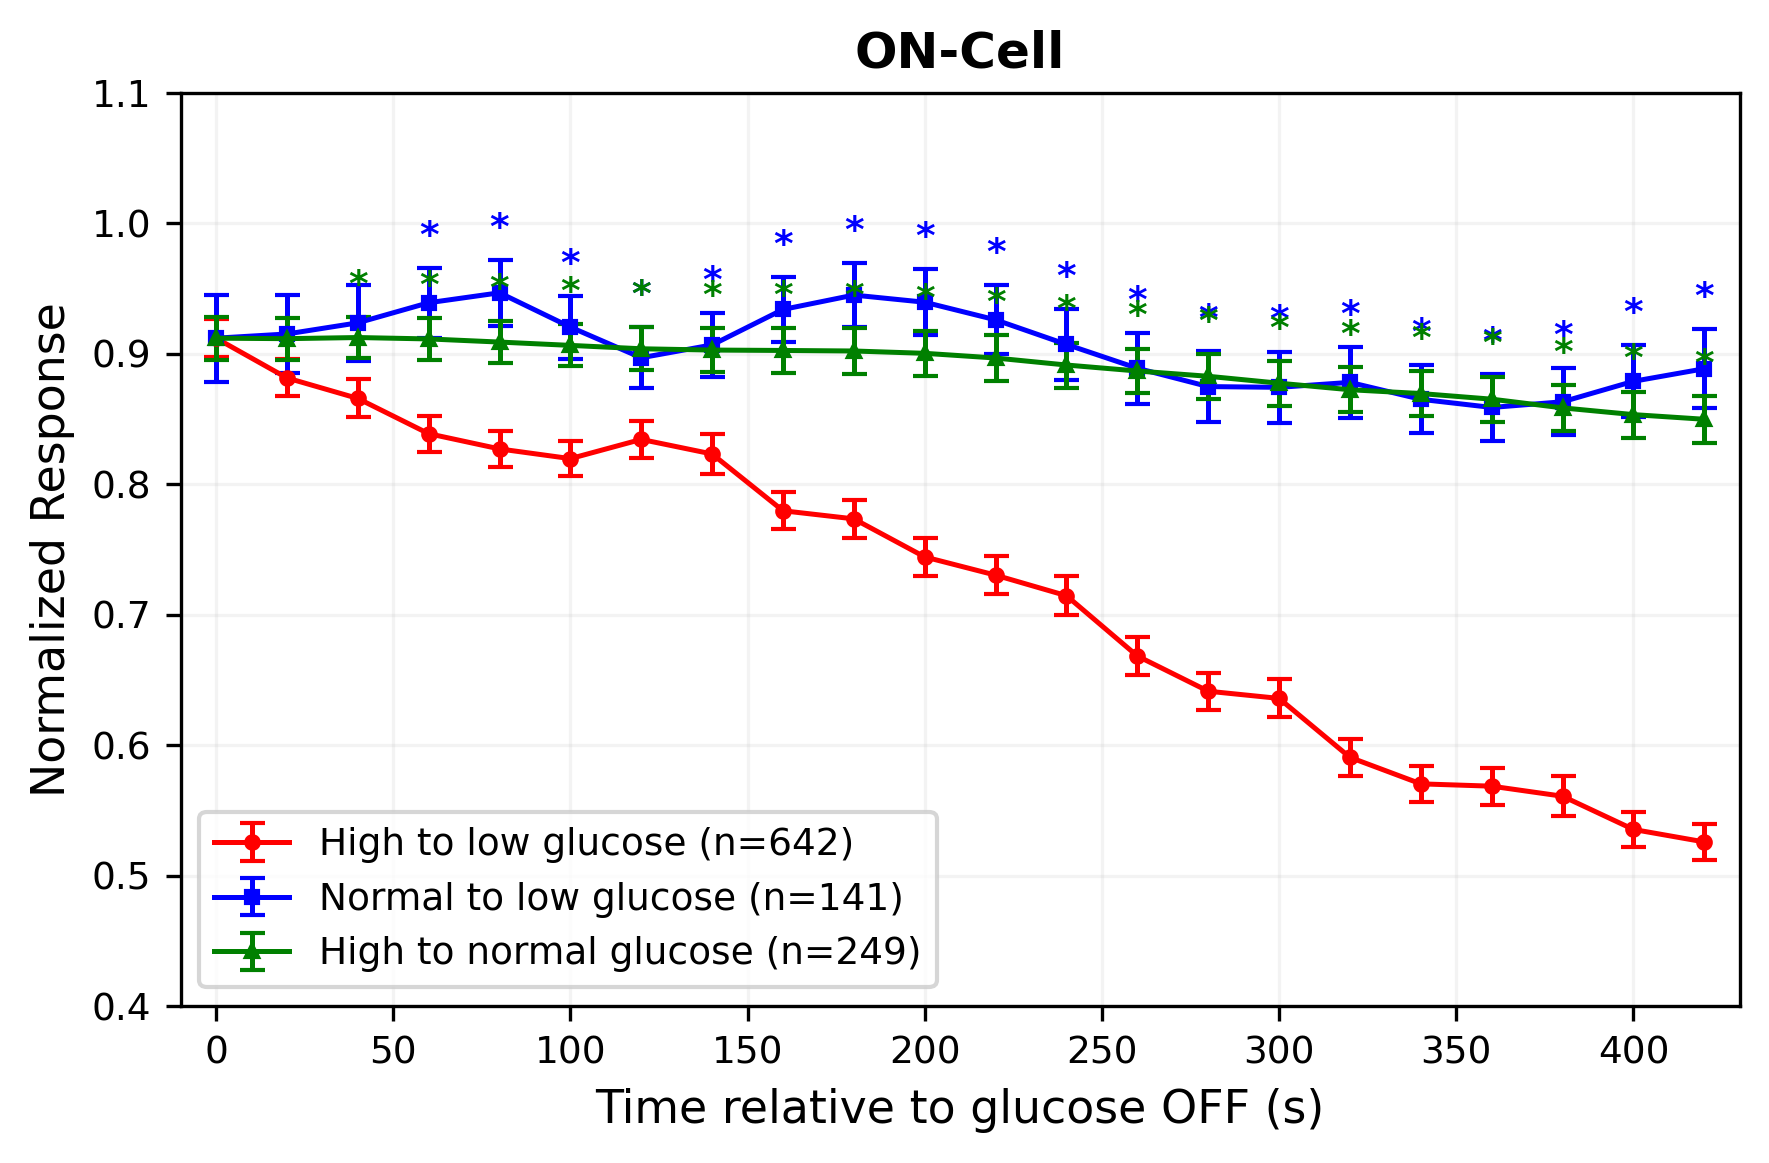 ON-Cell
Normalized Response
1.1
1.0
0.9
0.8
0.7
0.6
0.5
0.4
High to low glucose (n=642)
Normal to low glucose (n=141)
High to normal glucose (n=249)
0 50 100 150 200 250 300 350 400
Time relative to glucose OFF (s)